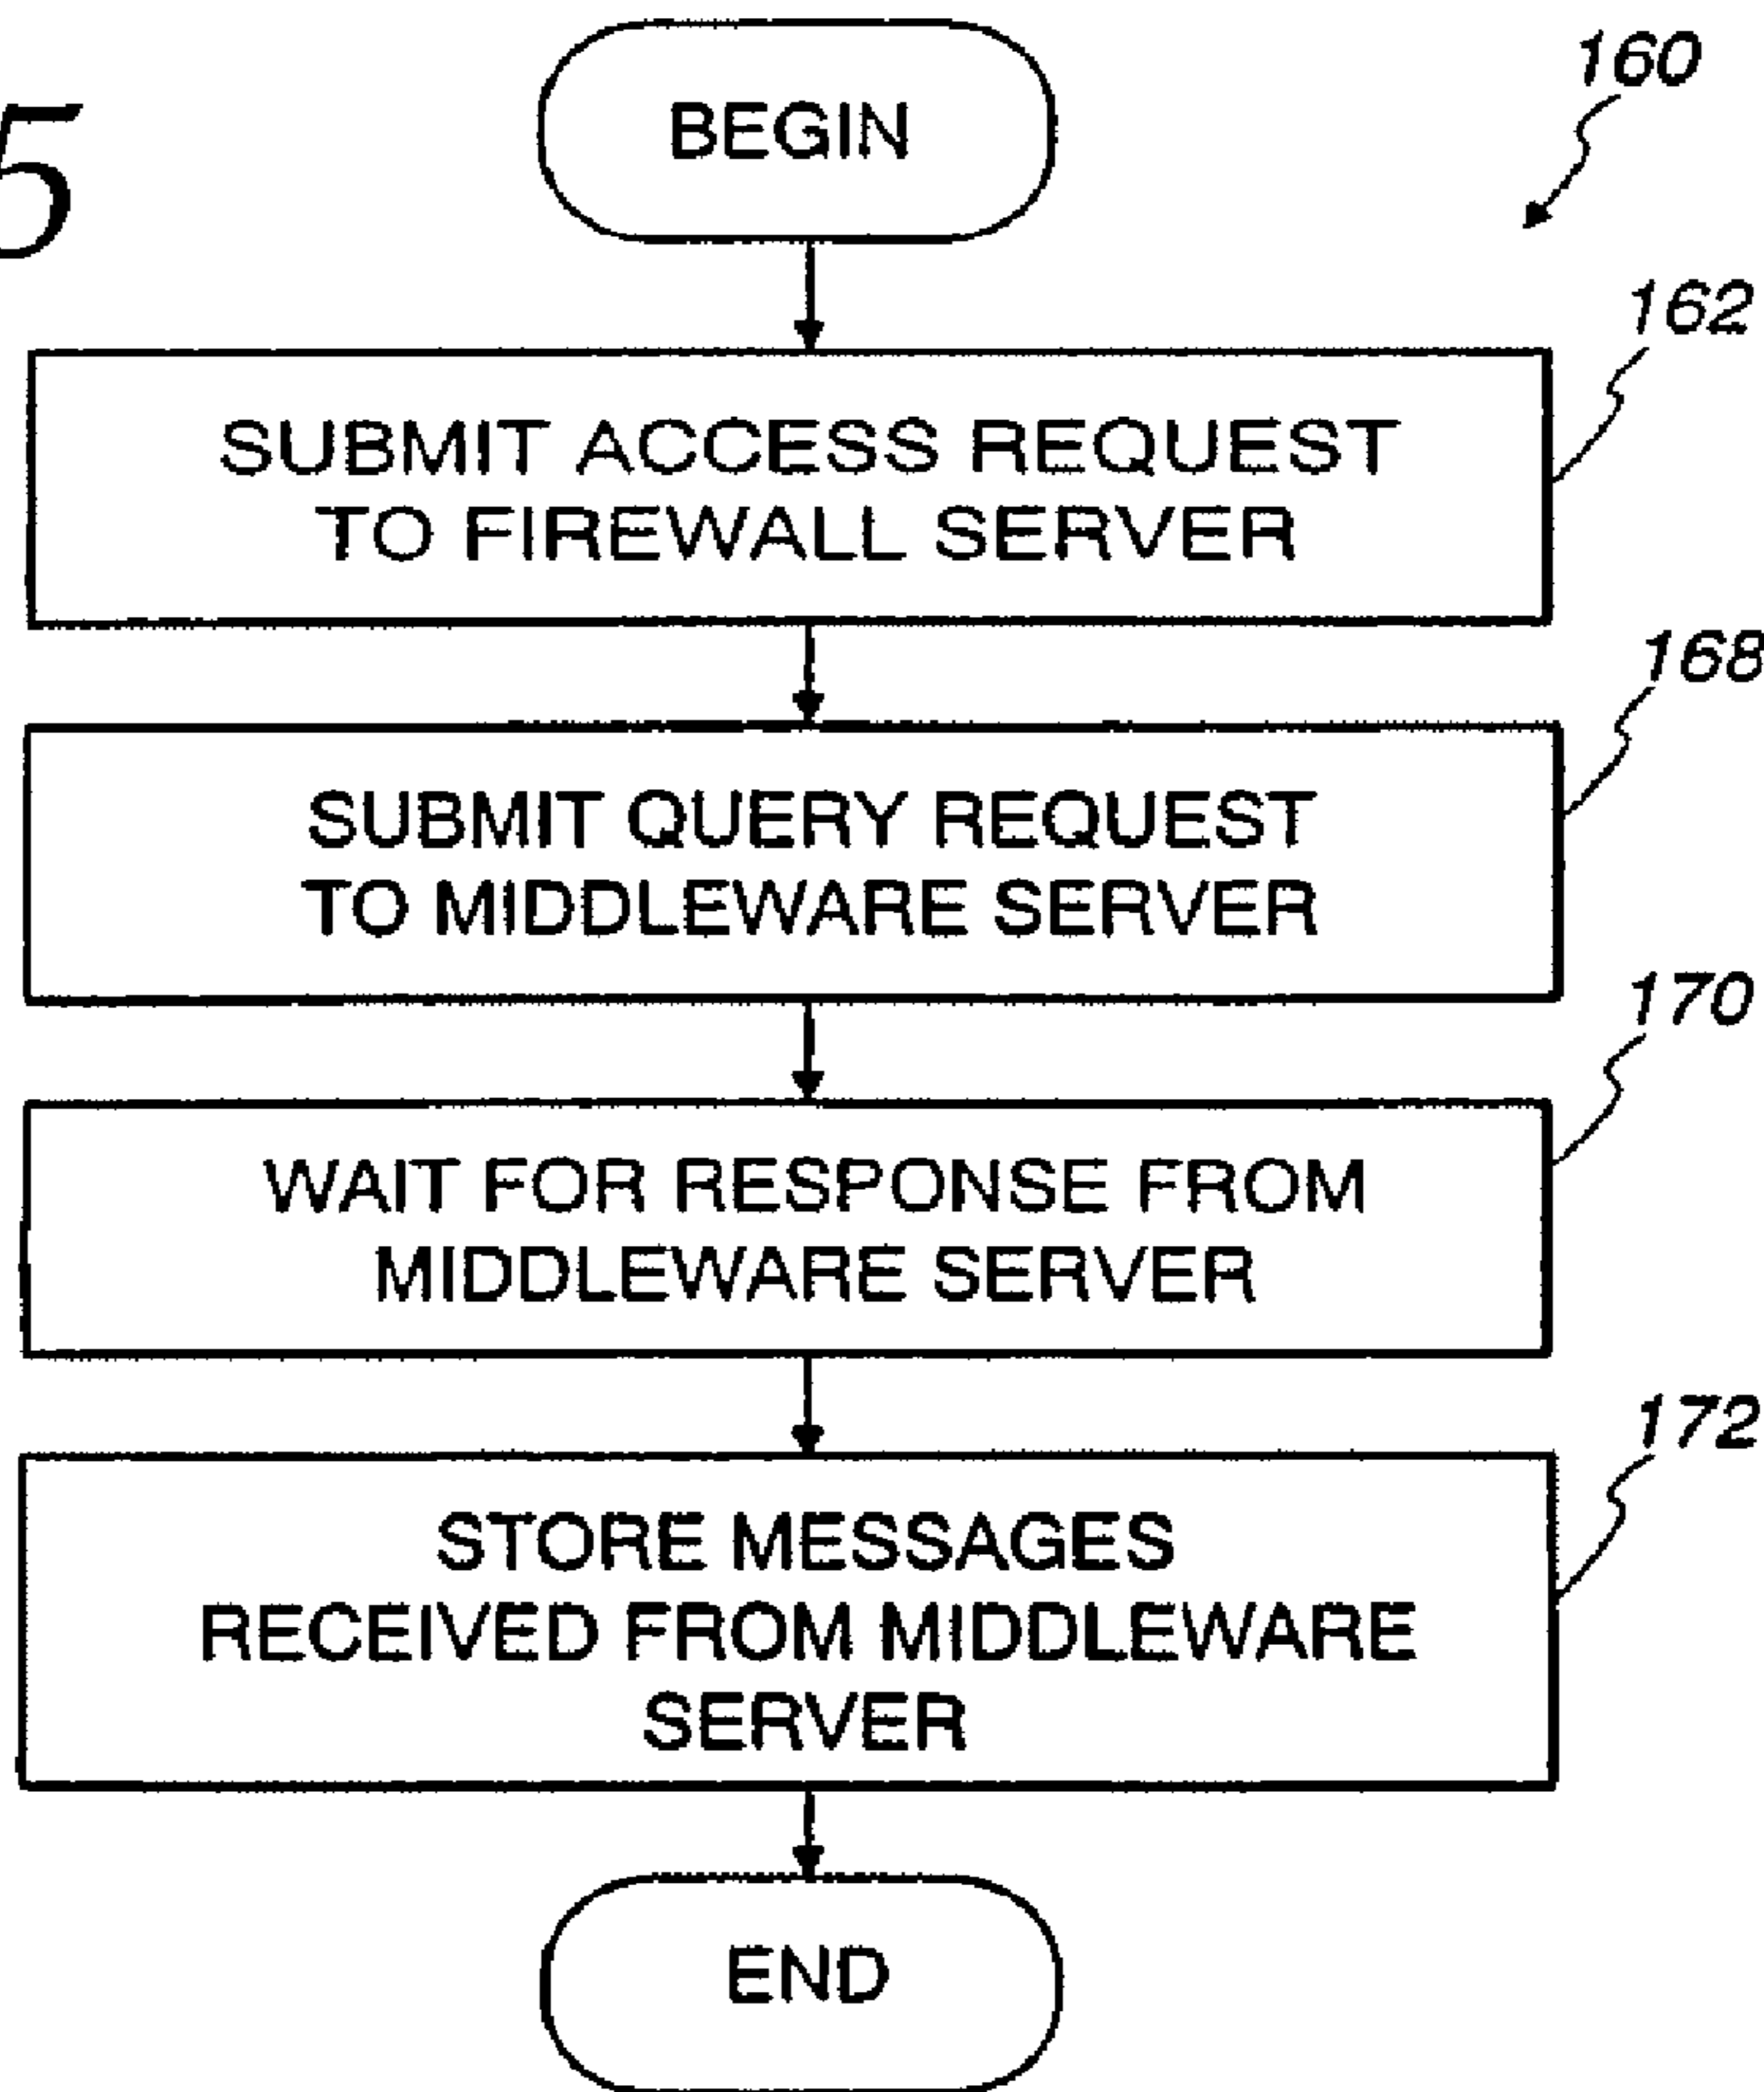 5
BEGIN
160
162
SUBMIT ACCESS REQUEST
TO FIREWALL SERVER
168
SUBMIT QUERY REQUEST
TO MIDDLEWARE SERVER
170
WAIT FOR RESPONSE FROM
MIDDLEWARE SERVER
172
STORE MESSAGES
RECEIVED FROM MIDDLEWARE
SERVER
END